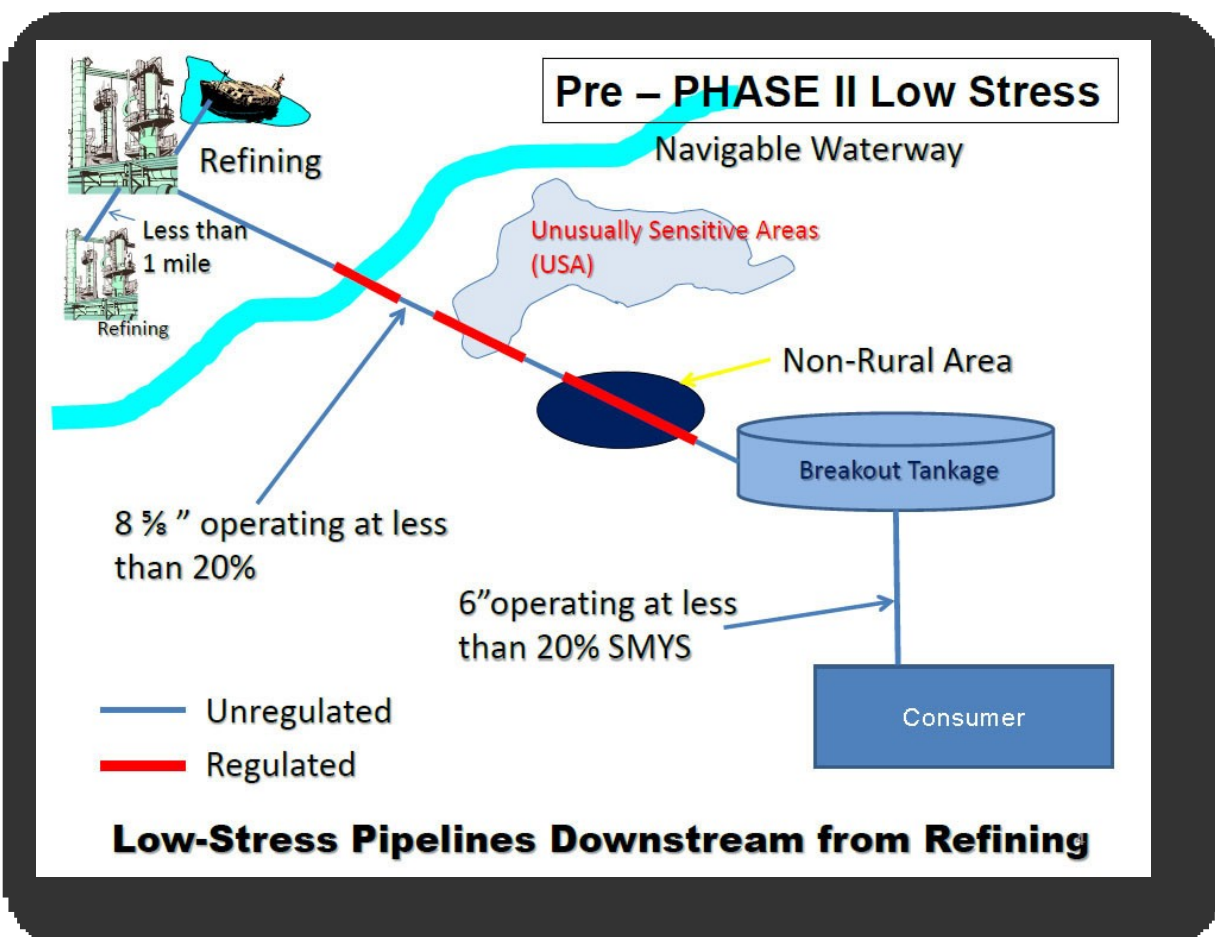 Pre – PHASE II Low Stress
Navigable Waterway
Refining
Less than
1 mile
Refining
Unusually Sensitive Areas
(USA)
Non-Rural Area
Breakout Tankage
8 ⅝ ” operating at less
than 20%
6”operating at less
than 20% SMYS
Consumer
Unregulated
Regulated
Low-Stress Pipelines Downstream from Refining